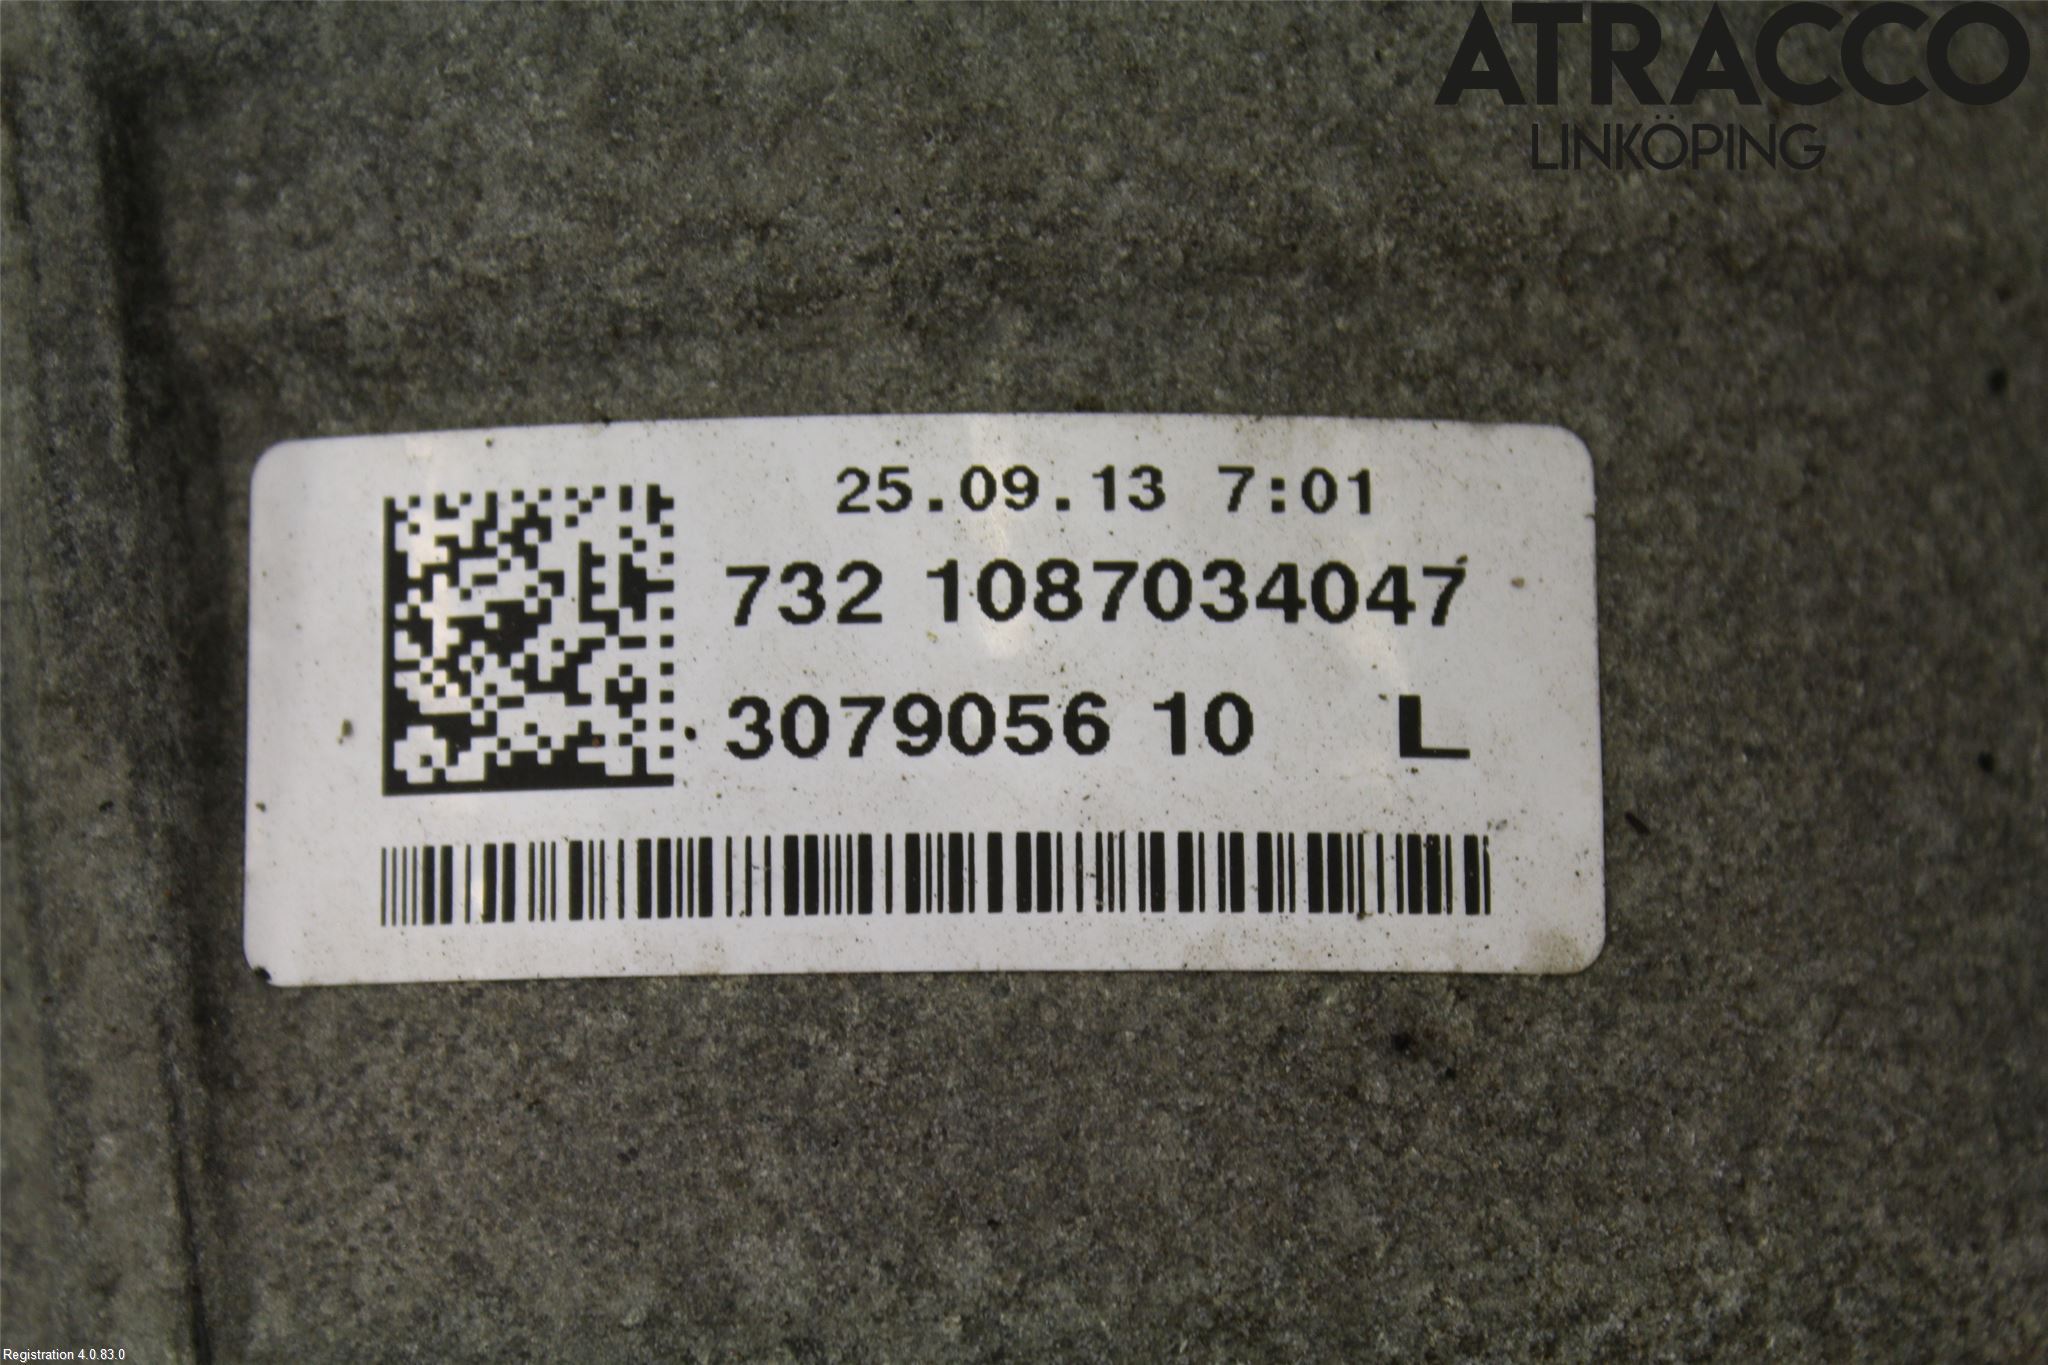 ATRACCO
LINKÖPING
25.09.13 7:01
732 1087034047
3079056 10 L
Registration 4.0.83.0